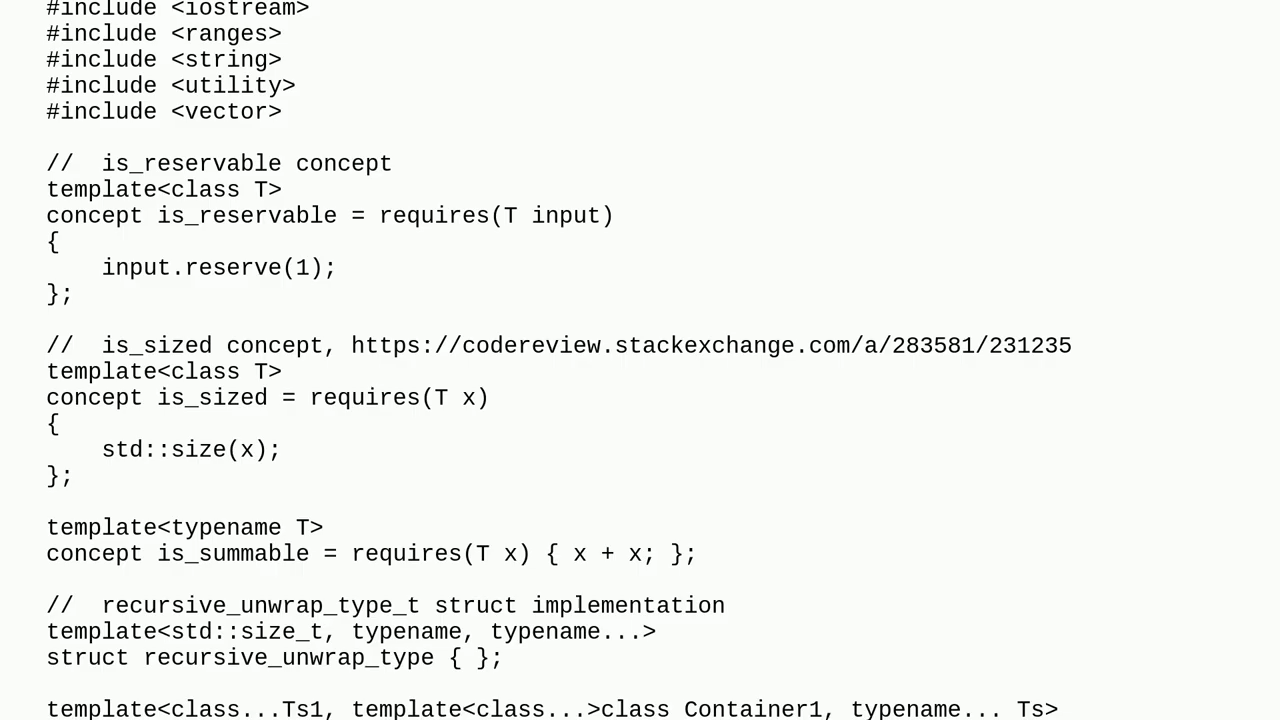 #include <iostream>
#include <ranges>
#include <string>
#include <utility>
#include <vector>

//  is_reservable concept
template<class T>
concept is_reservable = requires(T input)
{
    input.reserve(1);
};

//  is_sized concept, https://codereview.stackexchange.com/a/283581/231235
template<class T>
concept is_sized = requires(T x)
{
    std::size(x);
};

template<typename T>
concept is_summable = requires(T x) { x + x; };

//  recursive_unwrap_type_t struct implementation
template<std::size_t, typename, typename...>
struct recursive_unwrap_type { };

template<class...Ts1, template<class...>class Container1, typename... Ts>